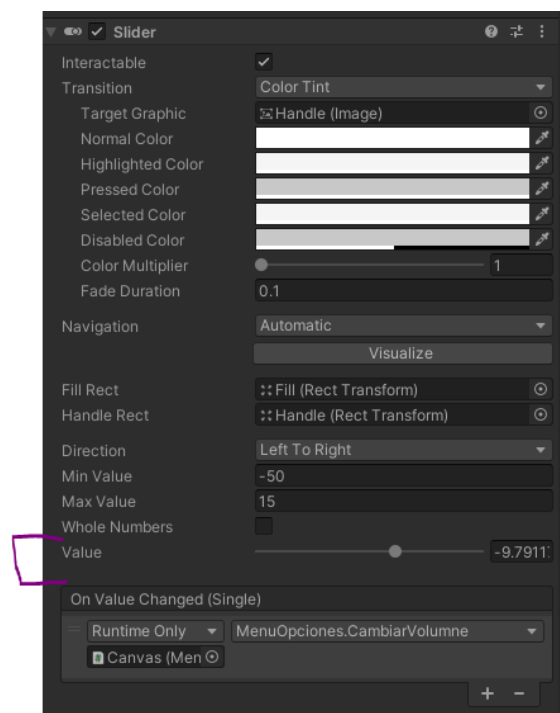 Slider
Interactable
Transition Color Tint
Target Graphic Handle (Image)
Normal Color
Highlighted Color
Pressed Color
Selected Color
Disabled Color
Color Multiplier 1
Fade Duration 0.1
Navigation Automatic
Visualize
Fill Rect Fill (Rect Transform)
Handle Rect Handle (Rect Transform)
Direction Left To Right
Min Value -50
Max Value 15
Whole Numbers
Value -9.7911
On Value Changed (Single)
Runtime Only MenuOpciones.CambiarVolumne
Canvas (Men